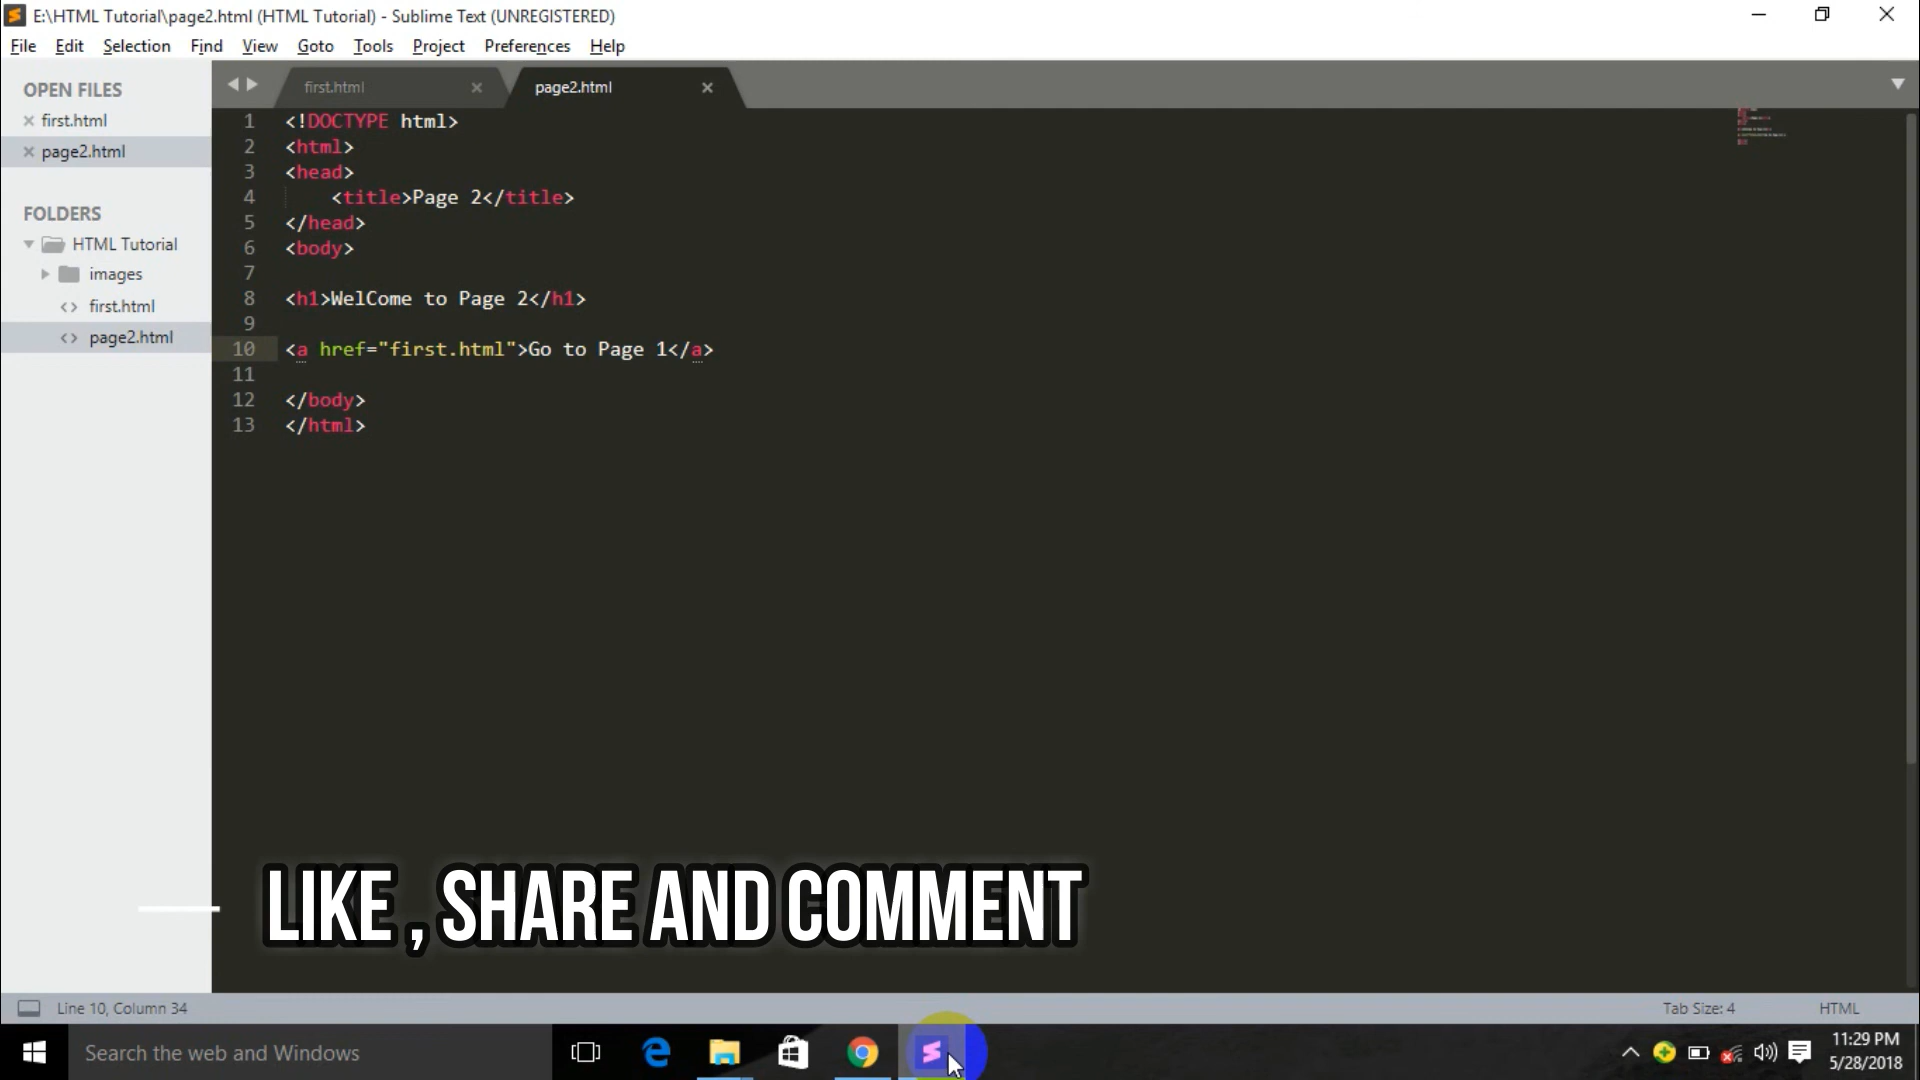 E:\HTML Tutorial\page2.html (HTML Tutorial) - Sublime Text (UNREGISTERED)
File Edit Selection Find View Goto Tools Project Preferences Help
OPEN FILES
first.html
page2.html
FOLDERS
HTML Tutorial
images
first.html
page2.html
first.html page2.html
1 <!DOCTYPE html>
2 <html>
3 <head>
4 <title>Page 2</title>
5 </head>
6 <body>
7
8 <h1>WelCome to Page 2</h1>
9
10 <a href="first.html">Go to Page 1</a>
11
12 </body>
13 </html>
LIKE , SHARE AND COMMENT
Line 10, Column 34 Tab Size: 4 HTML
Search the web and Windows
11:29 PM
5/28/2018